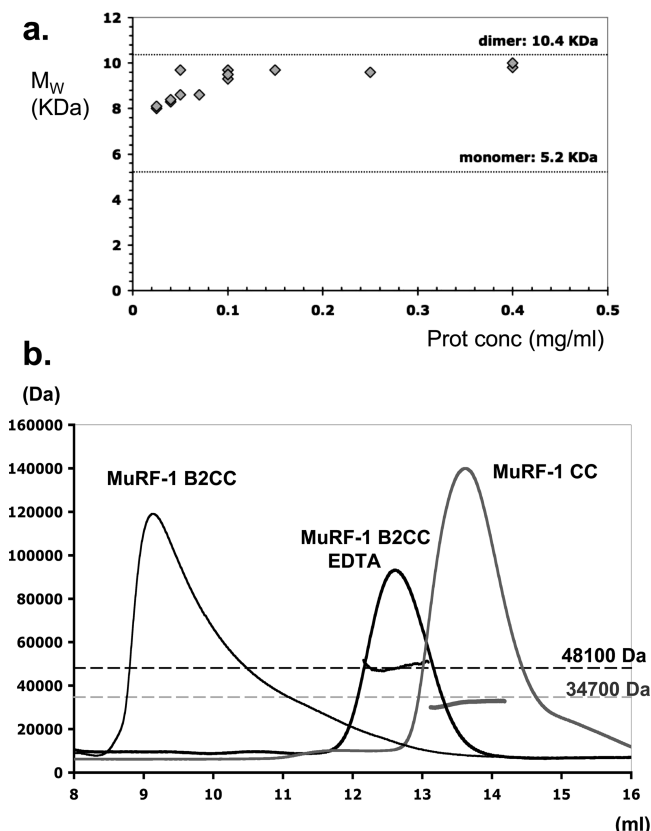 a.
12
dimer: 10.4 KDa
10
M_W
(KDa)
8
6
monomer: 5.2 KDa
4
2
0
0 0.1 0.2 0.3 0.4 0.5
Prot conc (mg/ml)
b.
(Da)
160000
MuRF-1 CC
140000
MuRF-1 B2CC
120000
MuRF-1 B2CC
EDTA
100000
80000
60000
48100 Da
40000
34700 Da
20000
0
8 9 10 11 12 13 14 15 16
(ml)